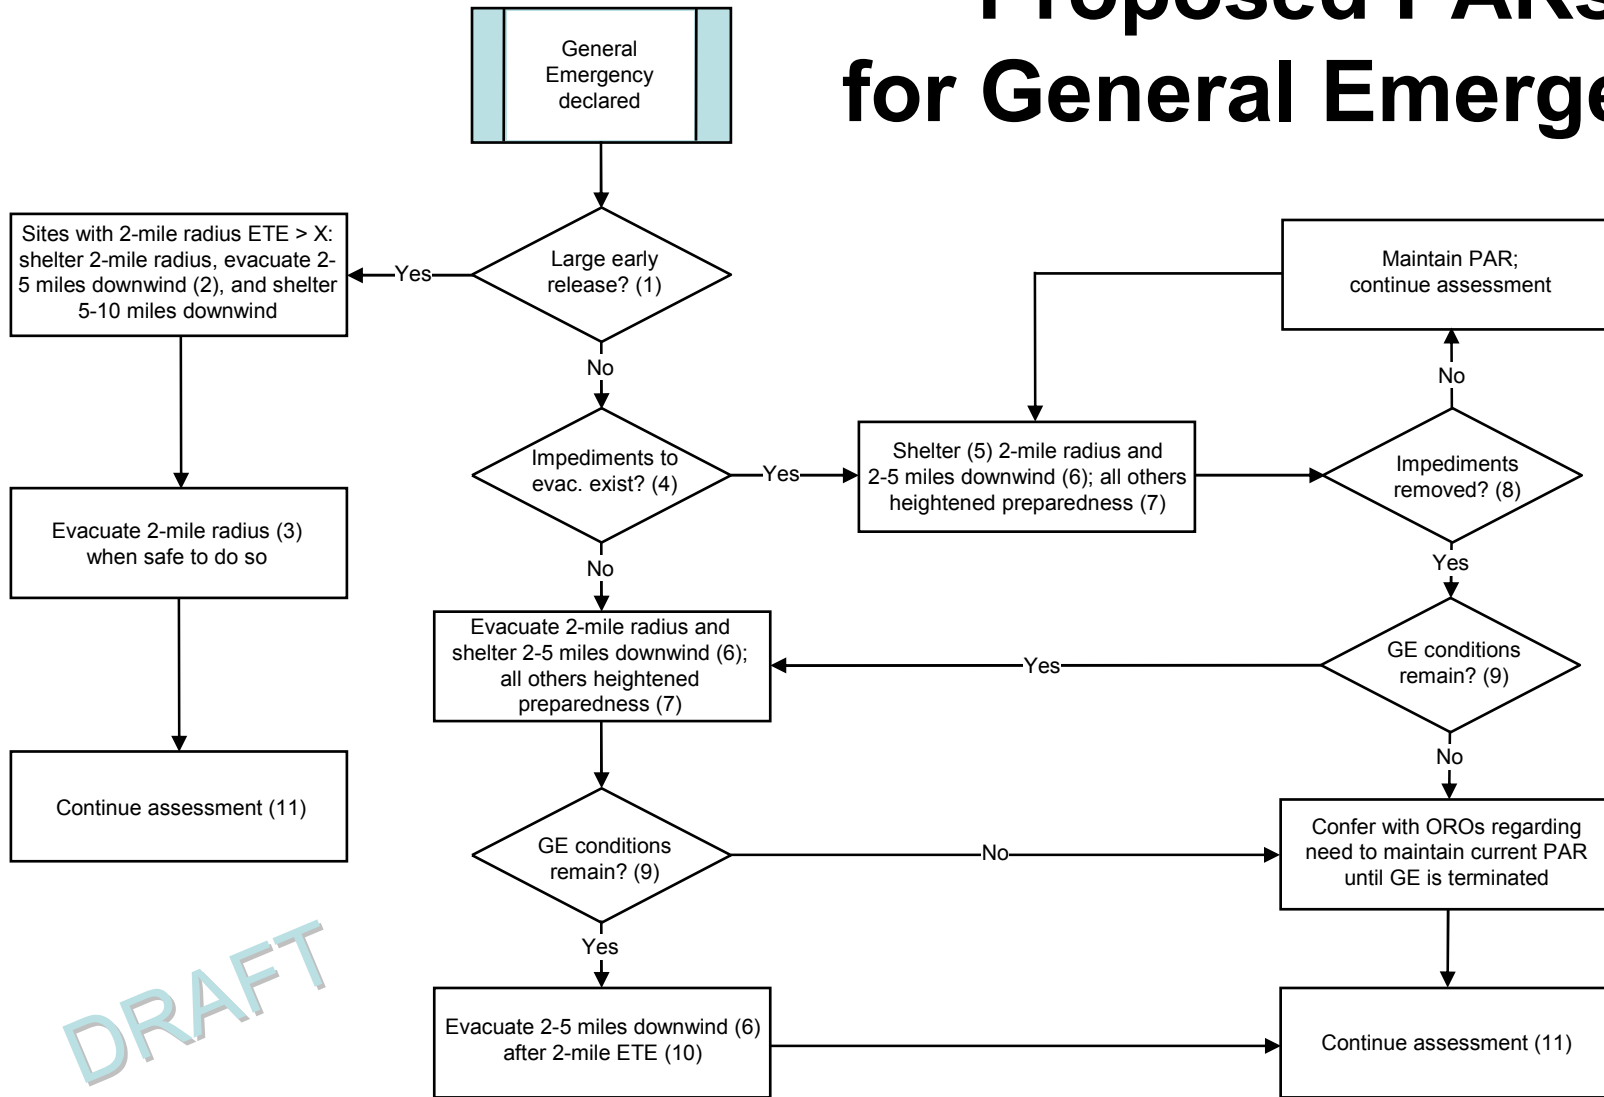 Proposed PARs
for General Emerge
General
Emergency
declared
Large early
release? (1)
Yes
Sites with 2-mile radius ETE > X:
shelter 2-mile radius, evacuate 2-
5 miles downwind (2), and shelter
5-10 miles downwind
Maintain PAR;
continue assessment
No
No
Impediments to
evac. exist? (4)
Yes
Shelter (5) 2-mile radius and
2-5 miles downwind (6); all others
heightened preparedness (7)
Impediments
removed? (8)
Evacuate 2-mile radius (3)
when safe to do so
No
Yes
Evacuate 2-mile radius and
shelter 2-5 miles downwind (6);
all others heightened
preparedness (7)
Yes
GE conditions
remain? (9)
No
Continue assessment (11)
GE conditions
remain? (9)
No
Confer with OROs regarding
need to maintain current PAR
until GE is terminated
Yes
DRAFT
Evacuate 2-5 miles downwind (6)
after 2-mile ETE (10)
Continue assessment (11)